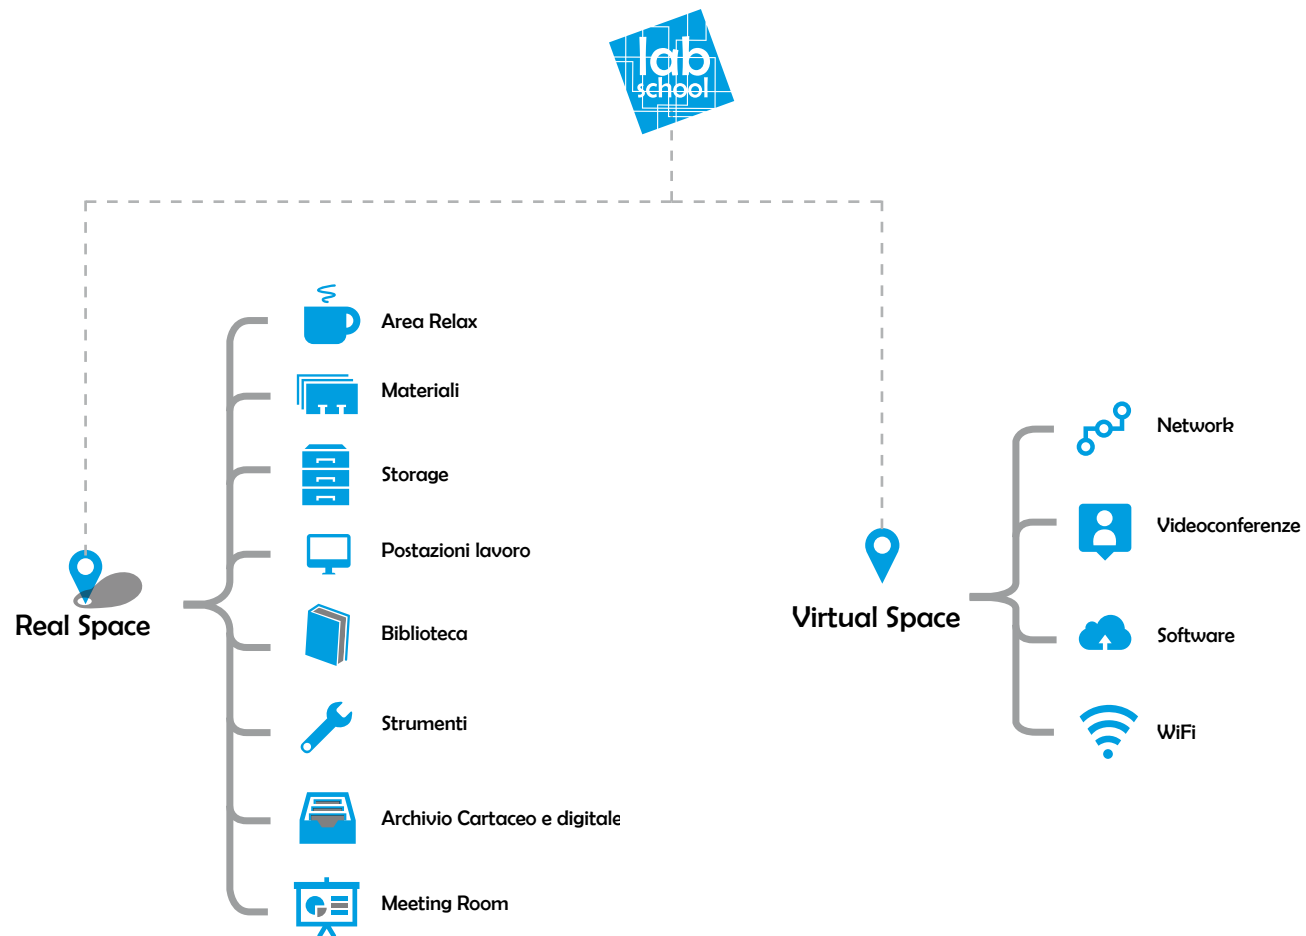 lab
school
Real Space
Area Relax
Materiali
Storage
Postazioni lavoro
Biblioteca
Strumenti
Archivio Cartaceo e digitale
Meeting Room
Virtual Space
Network
Videoconferenze
Software
WiFi